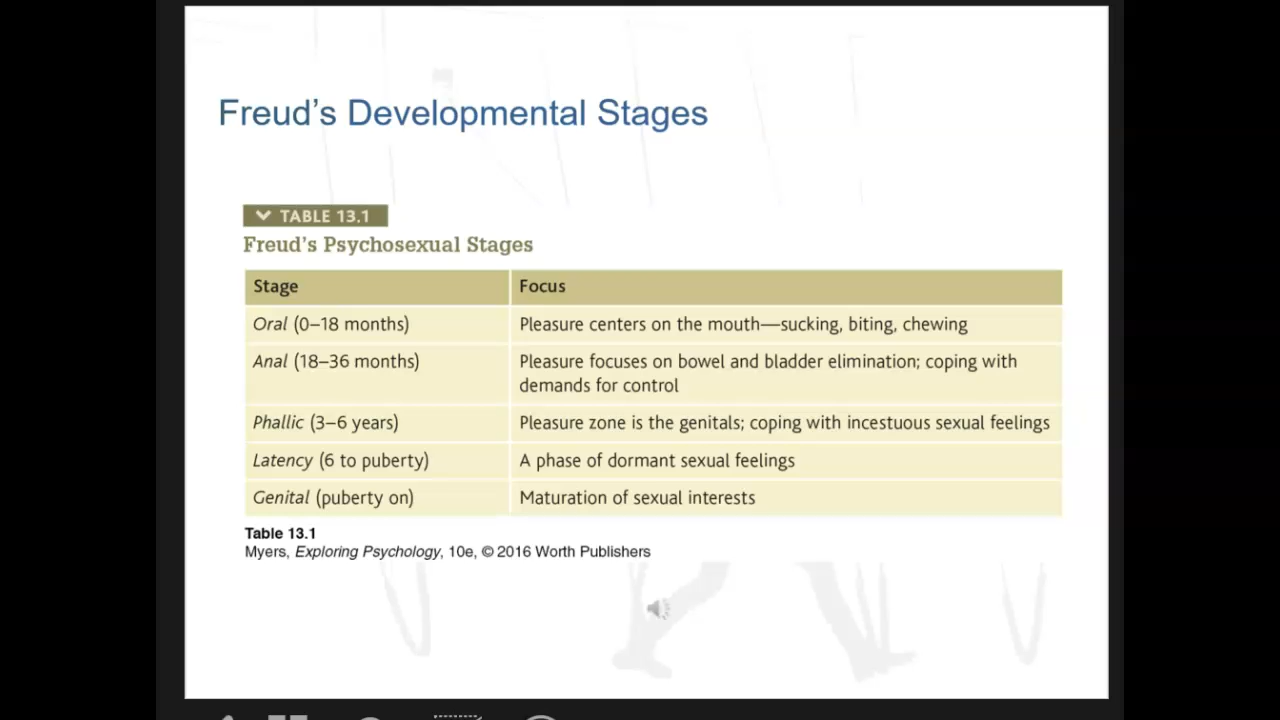 Freud's Developmental Stages
TABLE 13.1
Freud's Psychosexual Stages
Stage Focus
Oral (0–18 months) Pleasure centers on the mouth—sucking, biting, chewing
Anal (18–36 months) Pleasure focuses on bowel and bladder elimination; coping with
demands for control
Phallic (3–6 years) Pleasure zone is the genitals; coping with incestuous sexual feelings
Latency (6 to puberty) A phase of dormant sexual feelings
Genital (puberty on) Maturation of sexual interests
Table 13.1
Myers, Exploring Psychology, 10e, © 2016 Worth Publishers